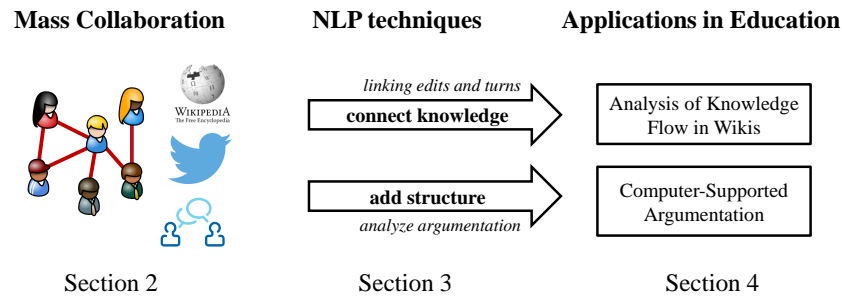 Mass Collaboration
NLP techniques
Applications in Education
WIKIPEDIA
The Free Encyclopedia
linking edits and turns
connect knowledge
Analysis of Knowledge
Flow in Wikis
add structure
analyze argumentation
Computer-Supported
Argumentation
Section 2
Section 3
Section 4